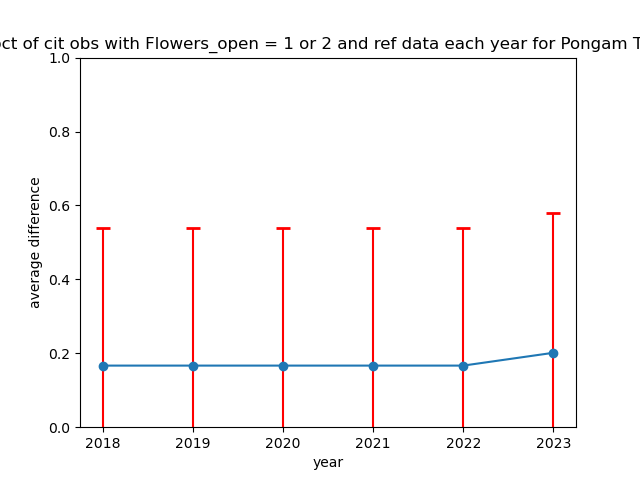 of cit obs with Flowers_open = 1 or 2 and ref data each year for Pongam
1.0
0.8
0.6
0.4
0.2
0.0
average difference
2018 2019 2020 2021 2022 2023
year